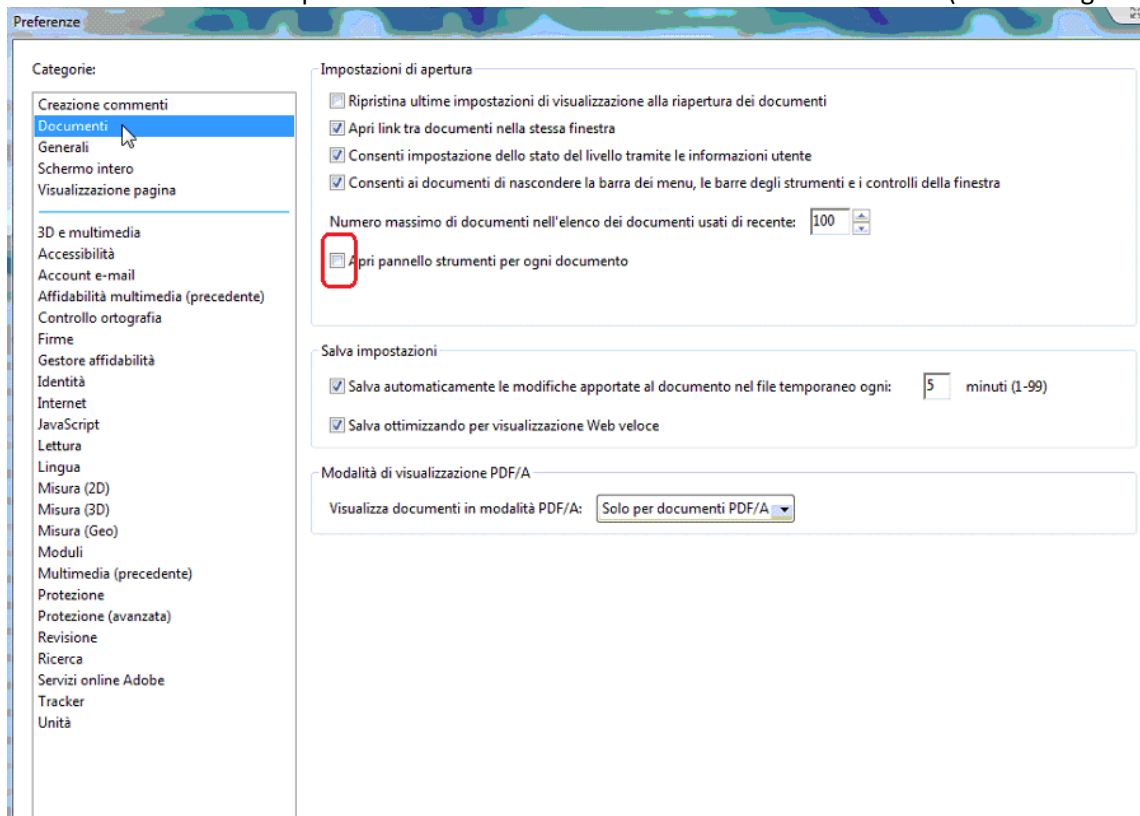 Preferenze
Categorie:
Creazione commenti
Documenti
Generali
Schermo intero
Visualizzazione pagina
3D e multimedia
Accessibilità
Account e-mail
Affidabilità multimedia (precedente)
Controllo ortografia
Firme
Gestore affidabilità
Identità
Internet
JavaScript
Lettura
Lingua
Misura (2D)
Misura (3D)
Misura (Geo)
Moduli
Multimedia (precedente)
Protezione
Protezione (avanzata)
Revisione
Ricerca
Servizi online Adobe
Tracker
Unità
Impostazioni di apertura
Ripristina ultime impostazioni di visualizzazione alla riapertura dei documenti
Apri link tra documenti nella stessa finestra
Consenti impostazione dello stato del livello tramite le informazioni utente
Consenti ai documenti di nascondere la barra dei menu, le barre degli strumenti e i controlli della finestra
Numero massimo di documenti nell'elenco dei documenti usati di recente: 100
Apri pannello strumenti per ogni documento
Salva impostazioni
Salva automaticamente le modifiche apportate al documento nel file temporaneo ogni: 5 minuti (1-99)
Salva ottimizzando per visualizzazione Web veloce
Modalità di visualizzazione PDF/A
Visualizza documenti in modalità PDF/A: Solo per documenti PDF/A